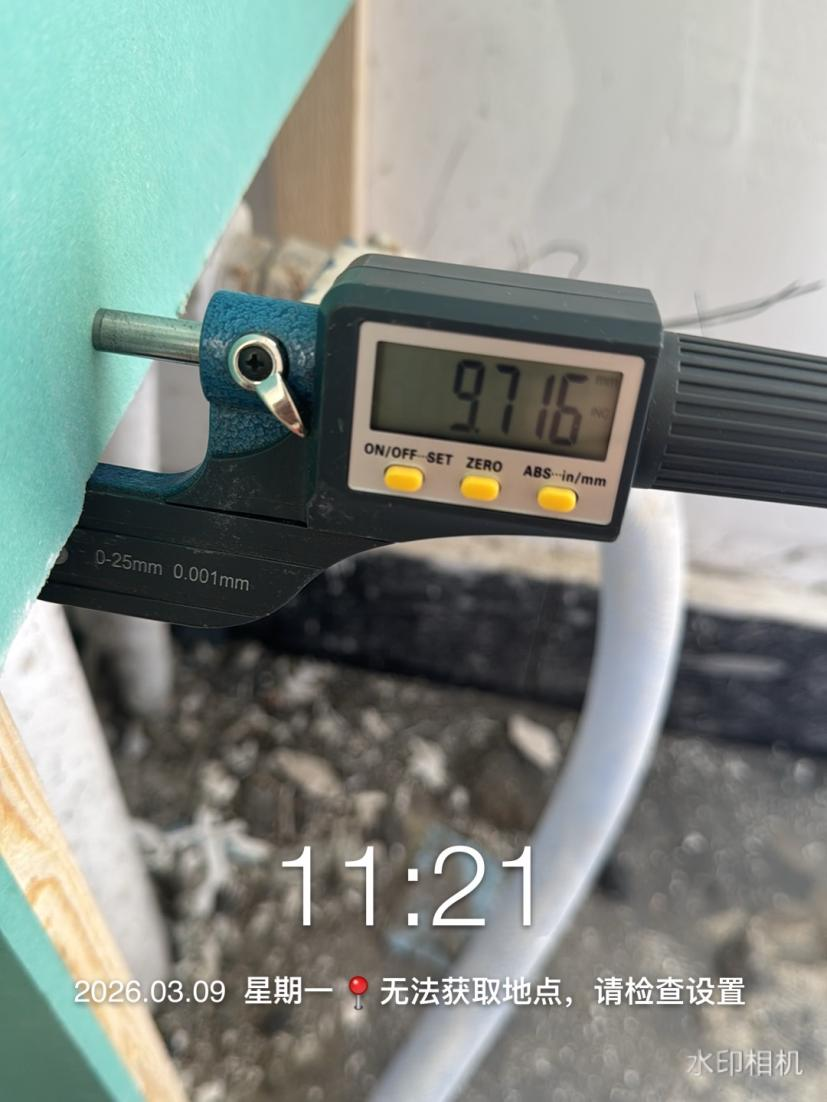 9.716
mm
INC
ON/OFF···SET ZERO ABS···in/mm
0-25mm 0.001mm
11:21
2026.03.09 星期一 📍 无法获取地点，请检查设置
水印相机